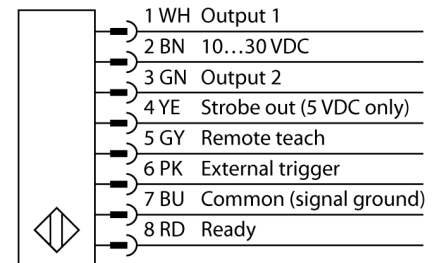 1 WH Output 1
2 BN 10...30 VDC
3 GN Output 2
4 YE Strobe out (5 VDC only)
5 GY Remote teach
6 PK External trigger
7 BU Common (signal ground)
8 RD Ready